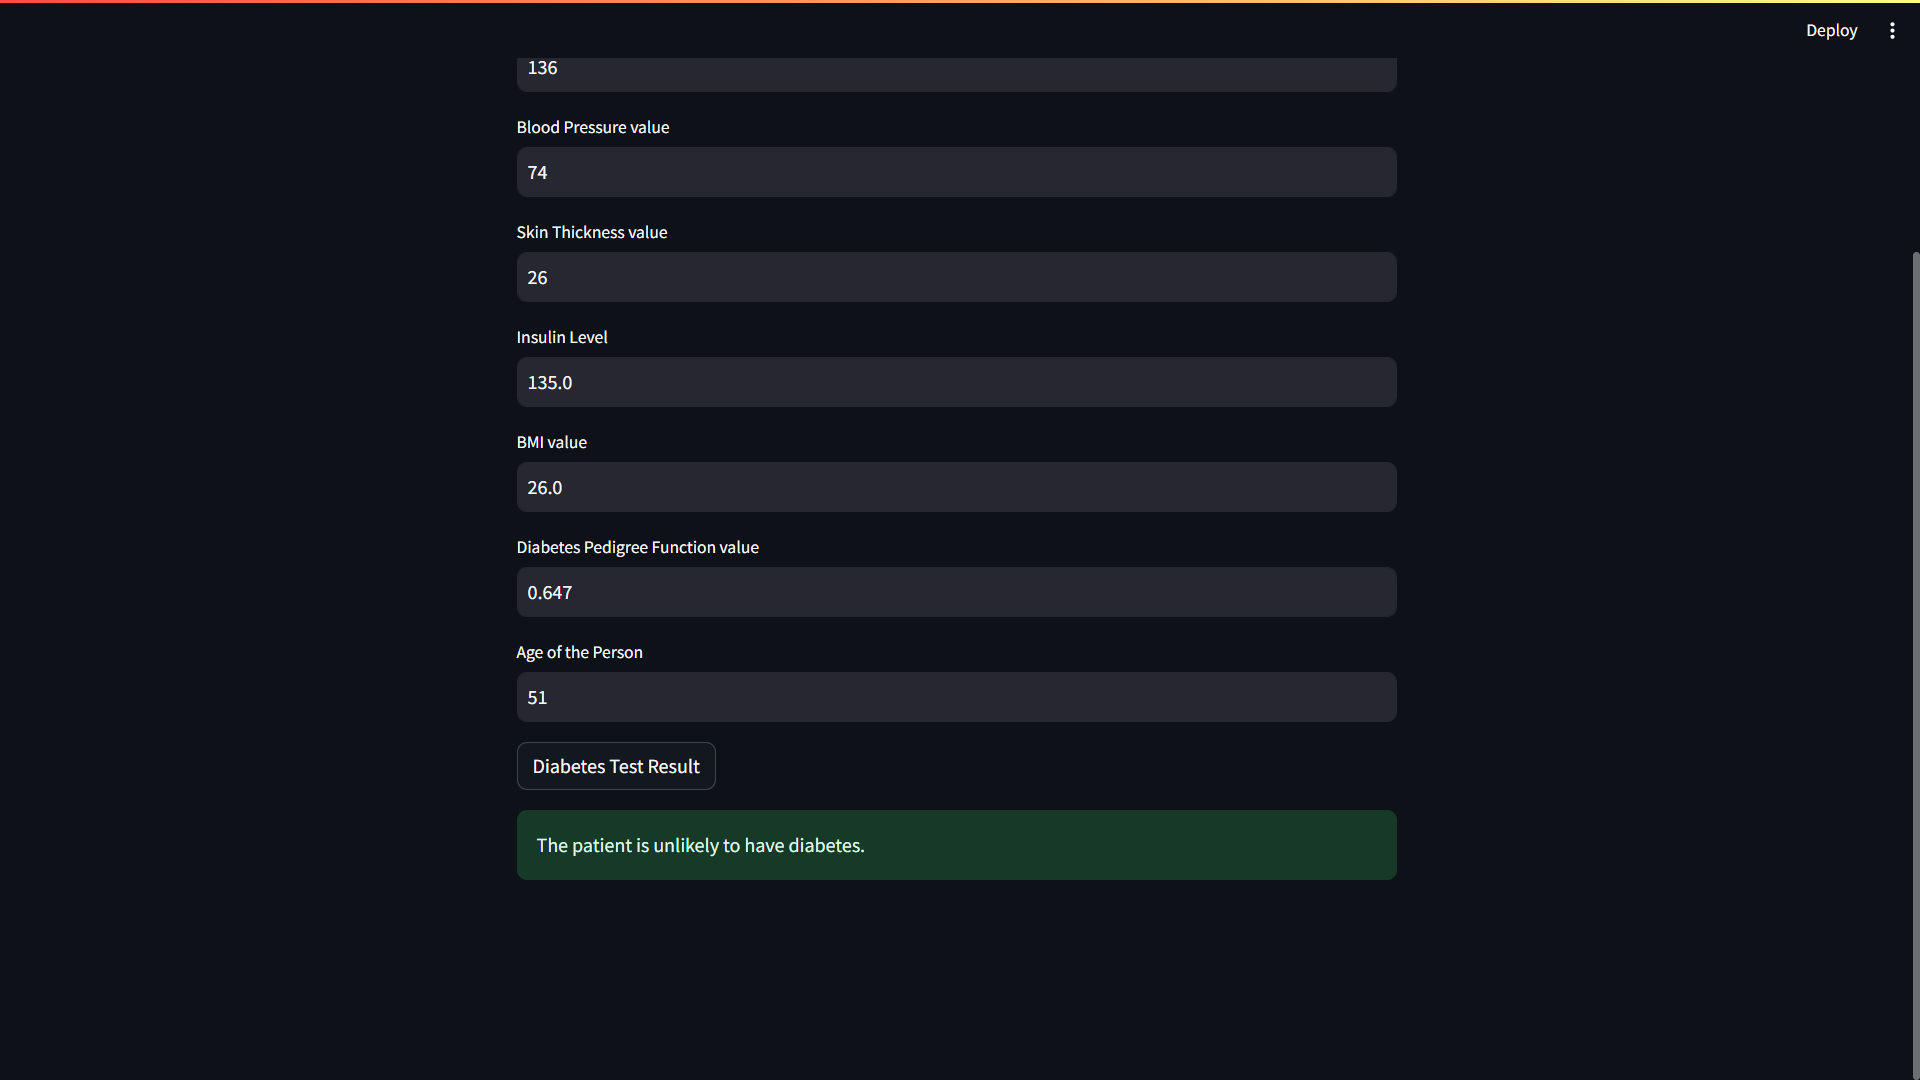 Deploy
136
Blood Pressure value
74
Skin Thickness value
26
Insulin Level
135.0
BMI value
26.0
Diabetes Pedigree Function value
0.647
Age of the Person
51
Diabetes Test Result
The patient is unlikely to have diabetes.